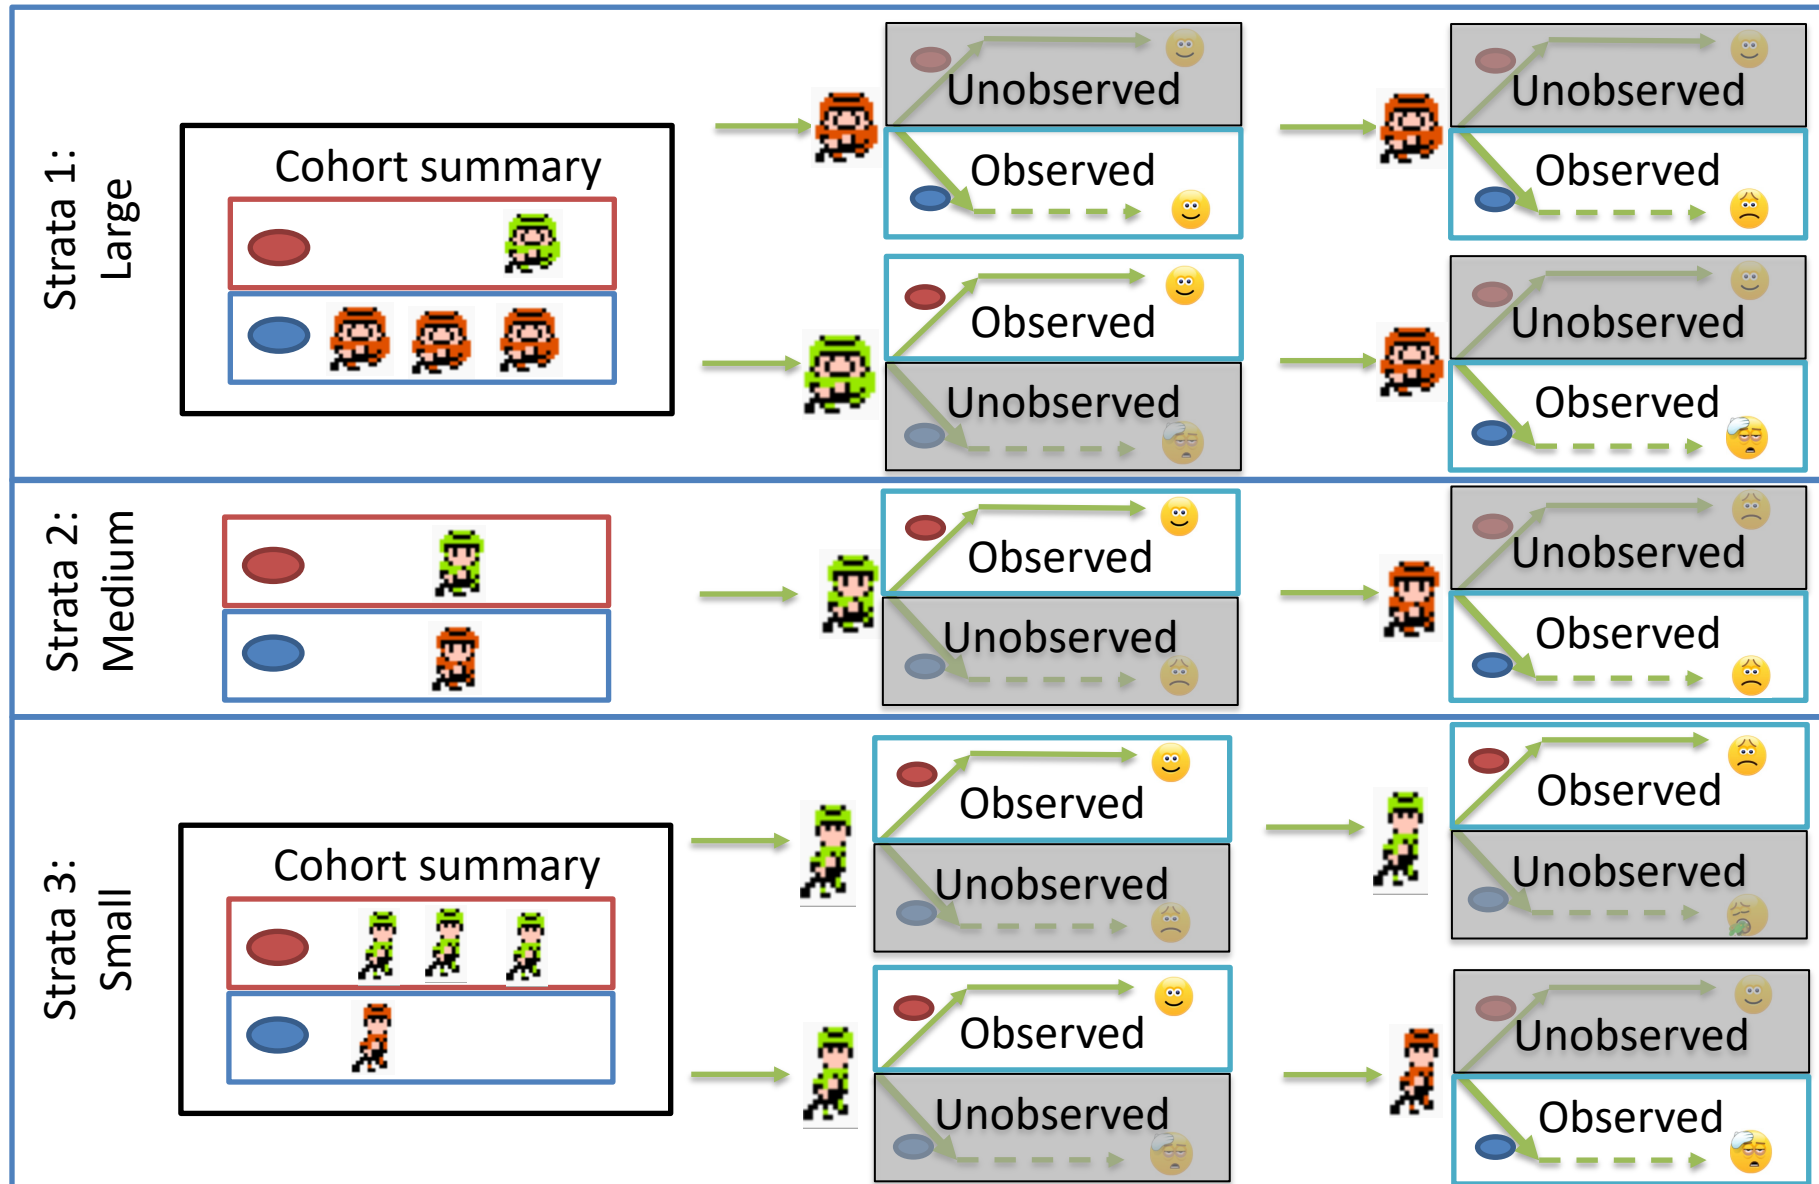 Strata 1:
Large
Cohort summary
Unobserved
Observed
Unobserved
Observed
Observed
Unobserved
Unobserved
Observed
Strata 2:
Medium
Observed
Unobserved
Unobserved
Observed
Strata 3:
Small
Cohort summary
Observed
Unobserved
Observed
Unobserved
Observed
Unobserved
Unobserved
Observed